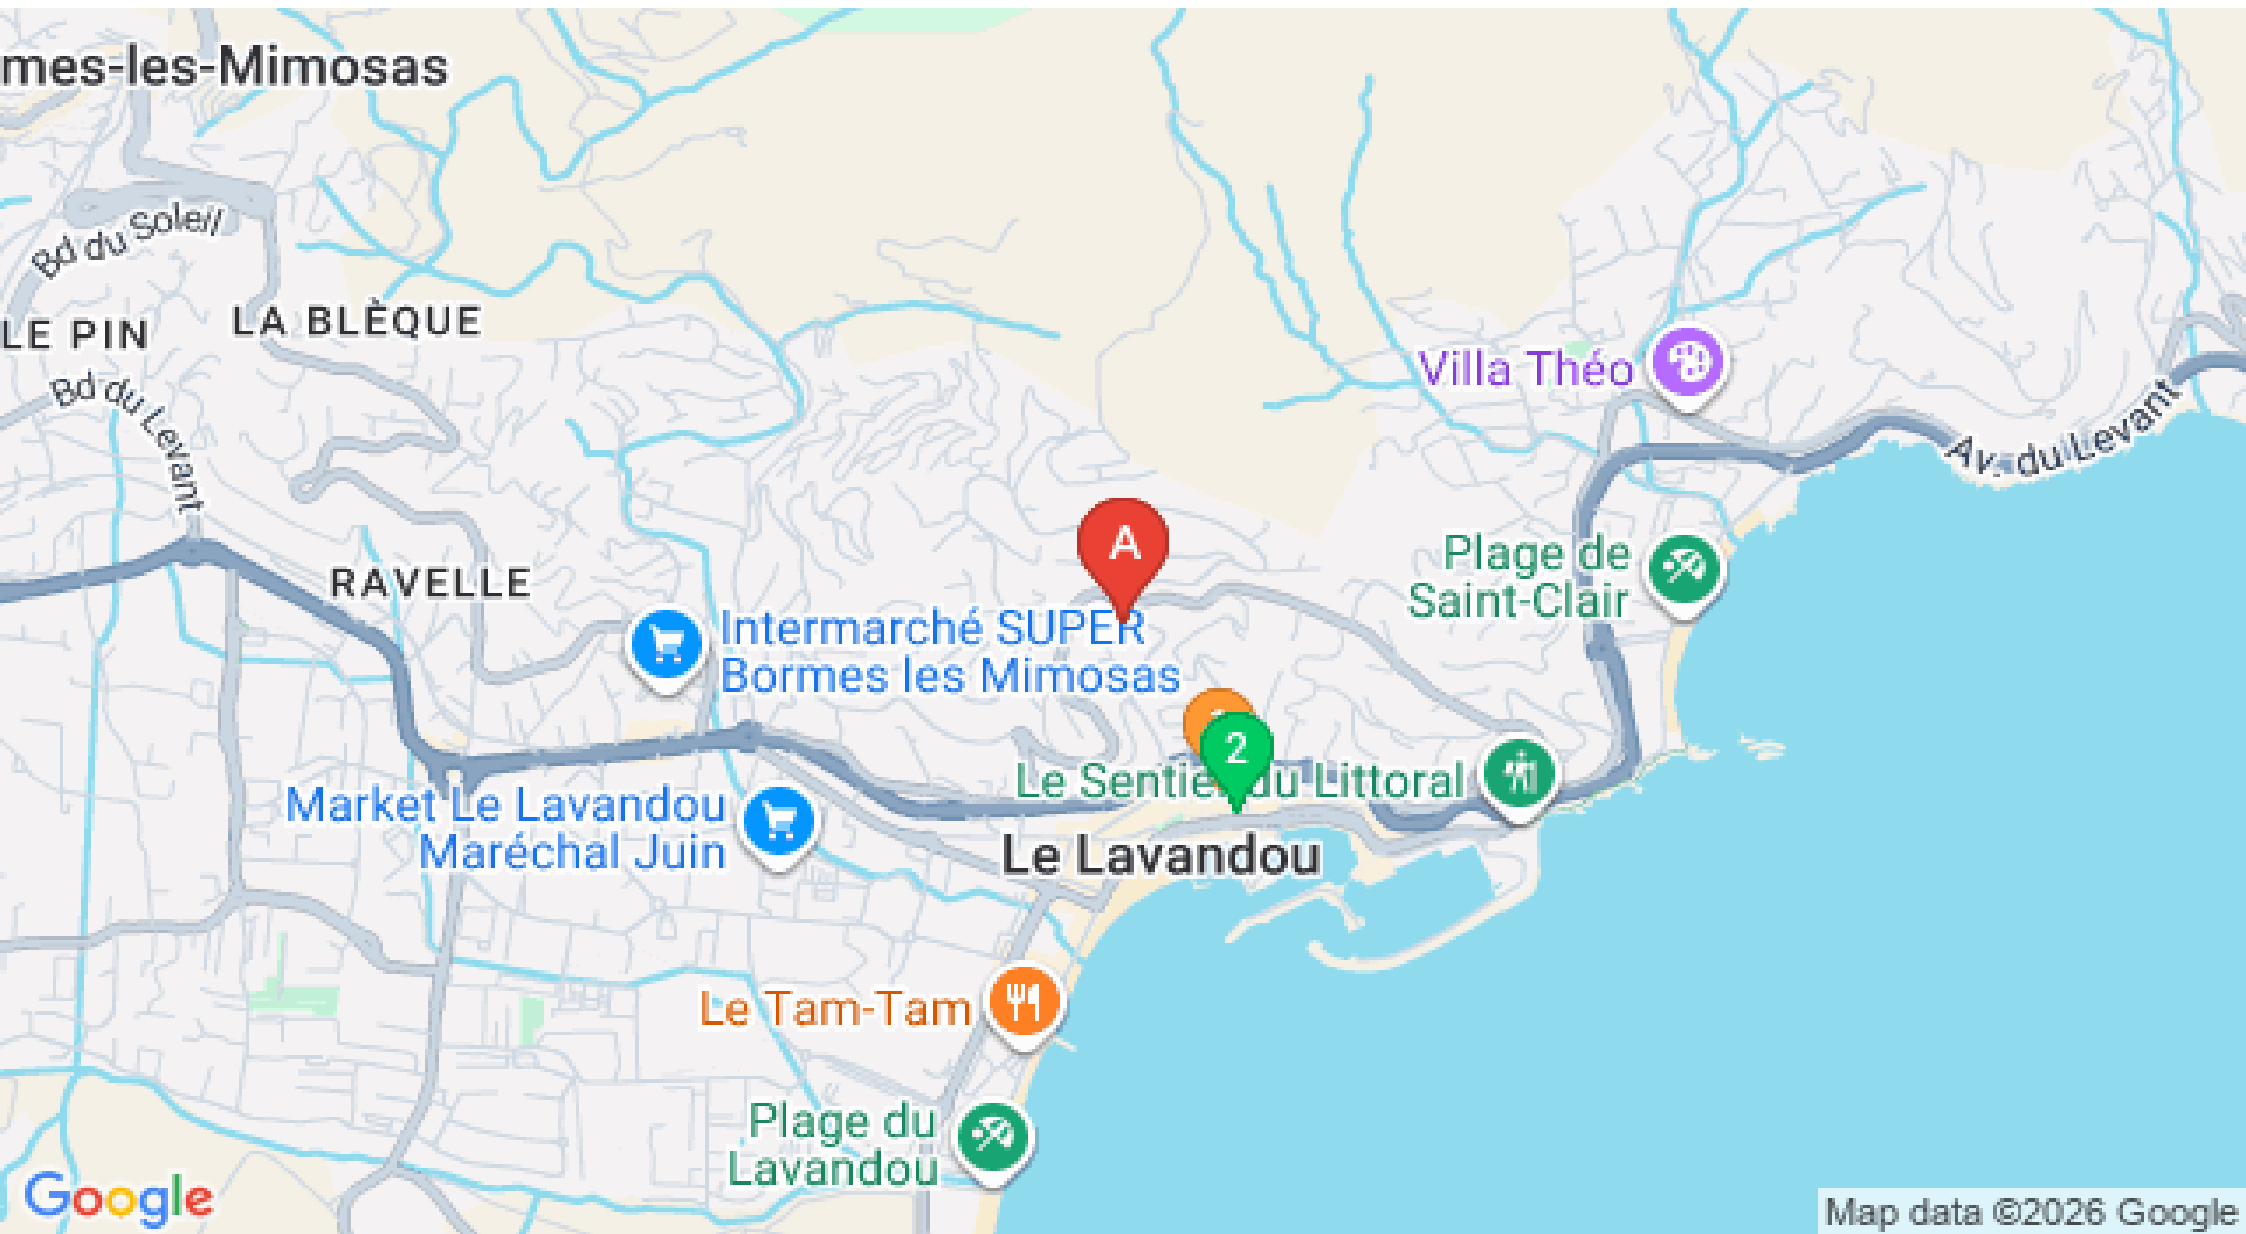 mes-les-Mimosas
Bd du Soleil
LA BLÈQUE
LE PIN
Villa Théo
Bd du Levant
Av. du Levant
A
Plage de
Saint-Clair
RAVELLE
Intermarché SUPER
Bormes les Mimosas
2
Le Sentier du Littoral
Market Le Lavandou
Maréchal Juin
Le Lavandou
Le Tam-Tam
Plage du
Lavandou
Google
Map data ©2026 Google